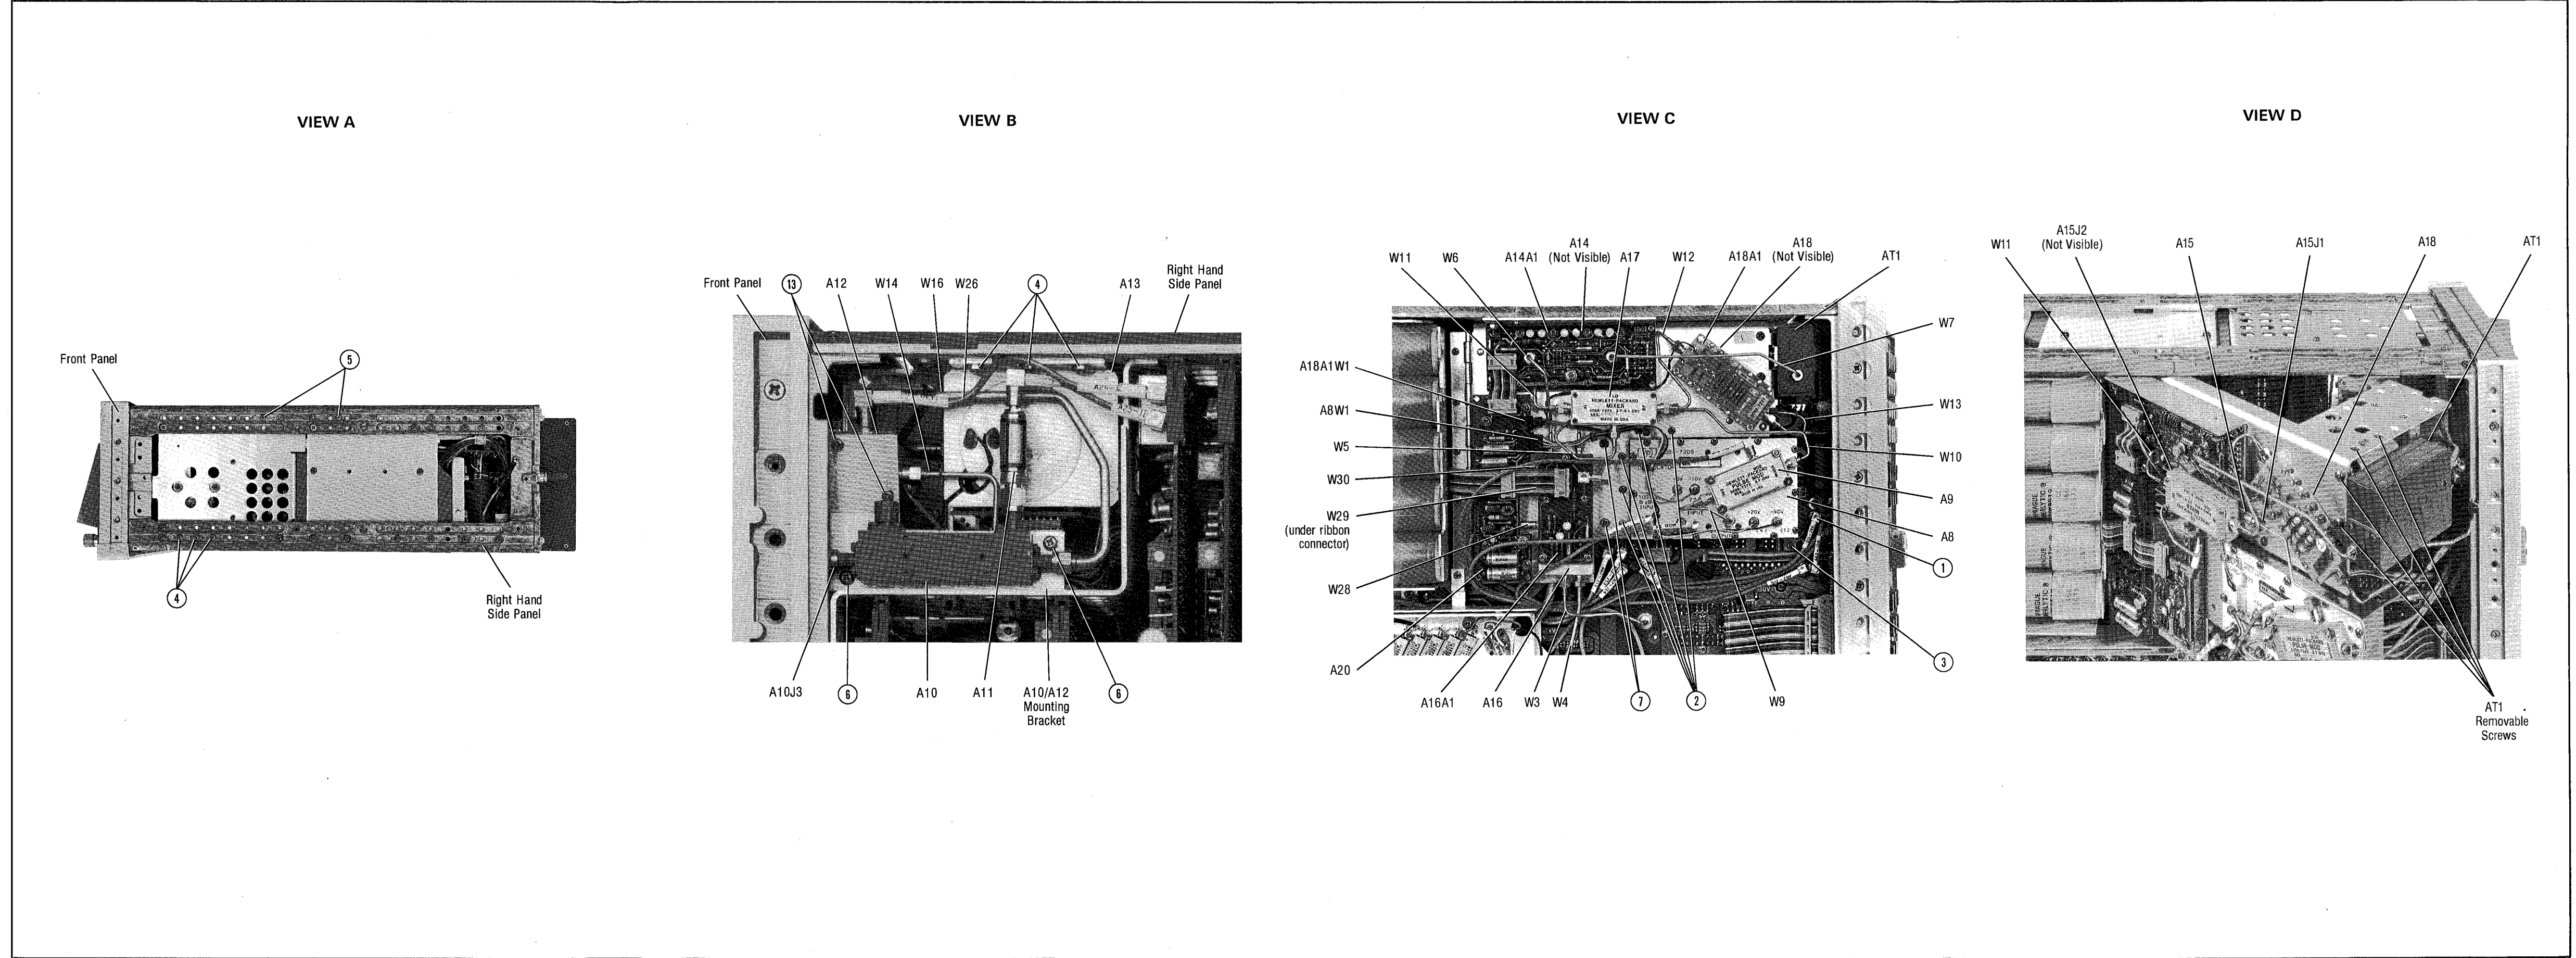 VIEW A
Front Panel
5
4
Right Hand
Side Panel
VIEW B
Front Panel
13
A12
W14
W16
W26
4
A13
Right Hand
Side Panel
A10J3
6
A10
A11
A10/A12
Mounting
Bracket
6
VIEW C
W11
W6
A14A1
A14
(Not Visible)
A17
W12
A18A1
A18
(Not Visible)
AT1
W7
A18A1W1
A8W1
W5
W30
W29
(under ribbon
connector)
W28
A20
W13
W10
A9
A8
1
3
HEWLETT-PACKARD
MIXER
A16A1
A16
W3
W4
7
2
W9
VIEW D
W11
A15J2
(Not Visible)
A15
A15J1
A18
AT1
AT1
Removable
Screws